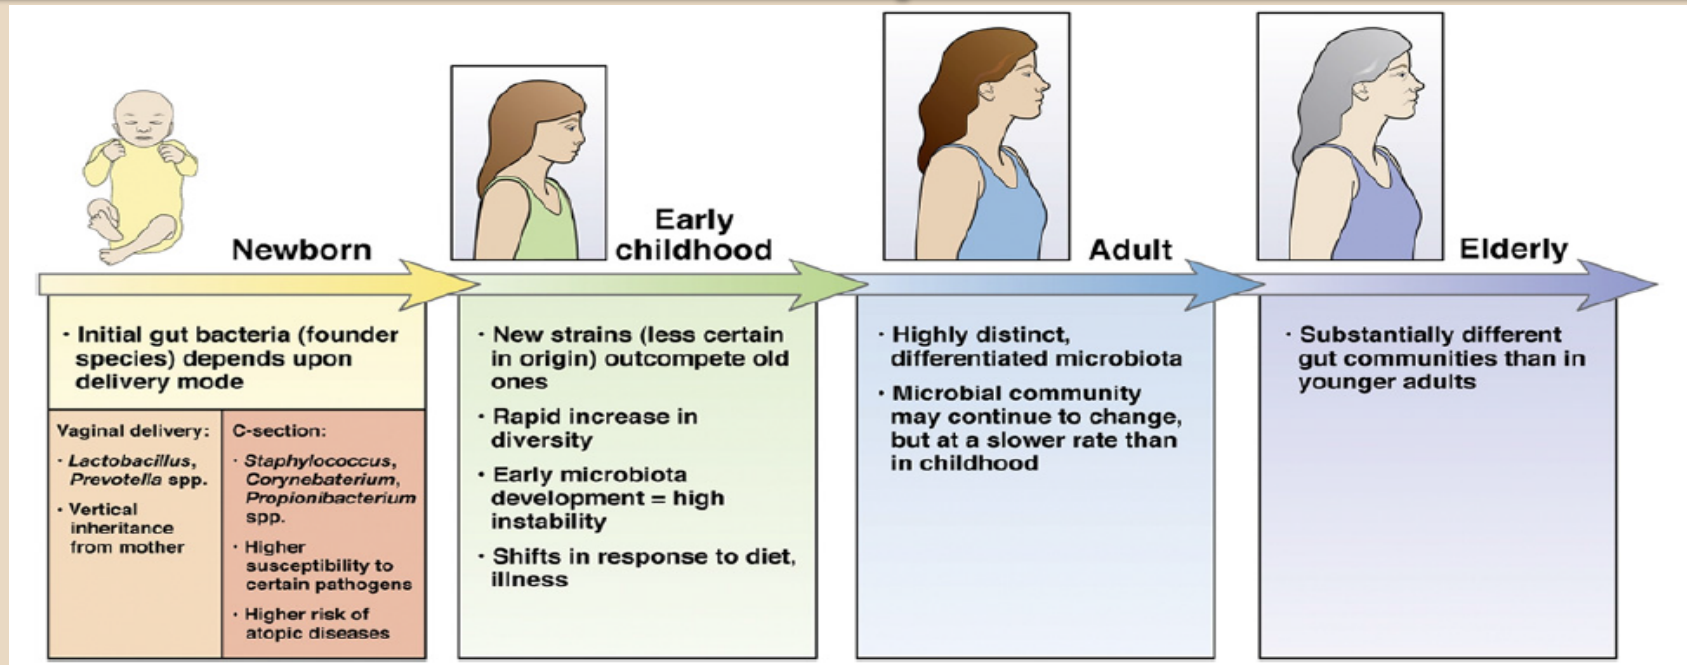 Newborn
· Initial gut bacteria (founder
species) depends upon
delivery mode
Vaginal delivery:
· Lactobacillus,
Prevotella spp.
· Vertical
inheritance
from mother
C-section:
· Staphylococcus,
Corynebaterium,
Propionibacterium
spp.
· Higher
susceptibility to
certain pathogens
· Higher risk of
atopic diseases
Early
childhood
· New strains (less certain
in origin) outcompete old
ones
· Rapid increase in
diversity
· Early microbiota
development = high
instability
· Shifts in response to diet,
illness
Adult
· Highly distinct,
differentiated microbiota
· Microbial community
may continue to change,
but at a slower rate than
in childhood
Elderly
· Substantially different
gut communities than in
younger adults